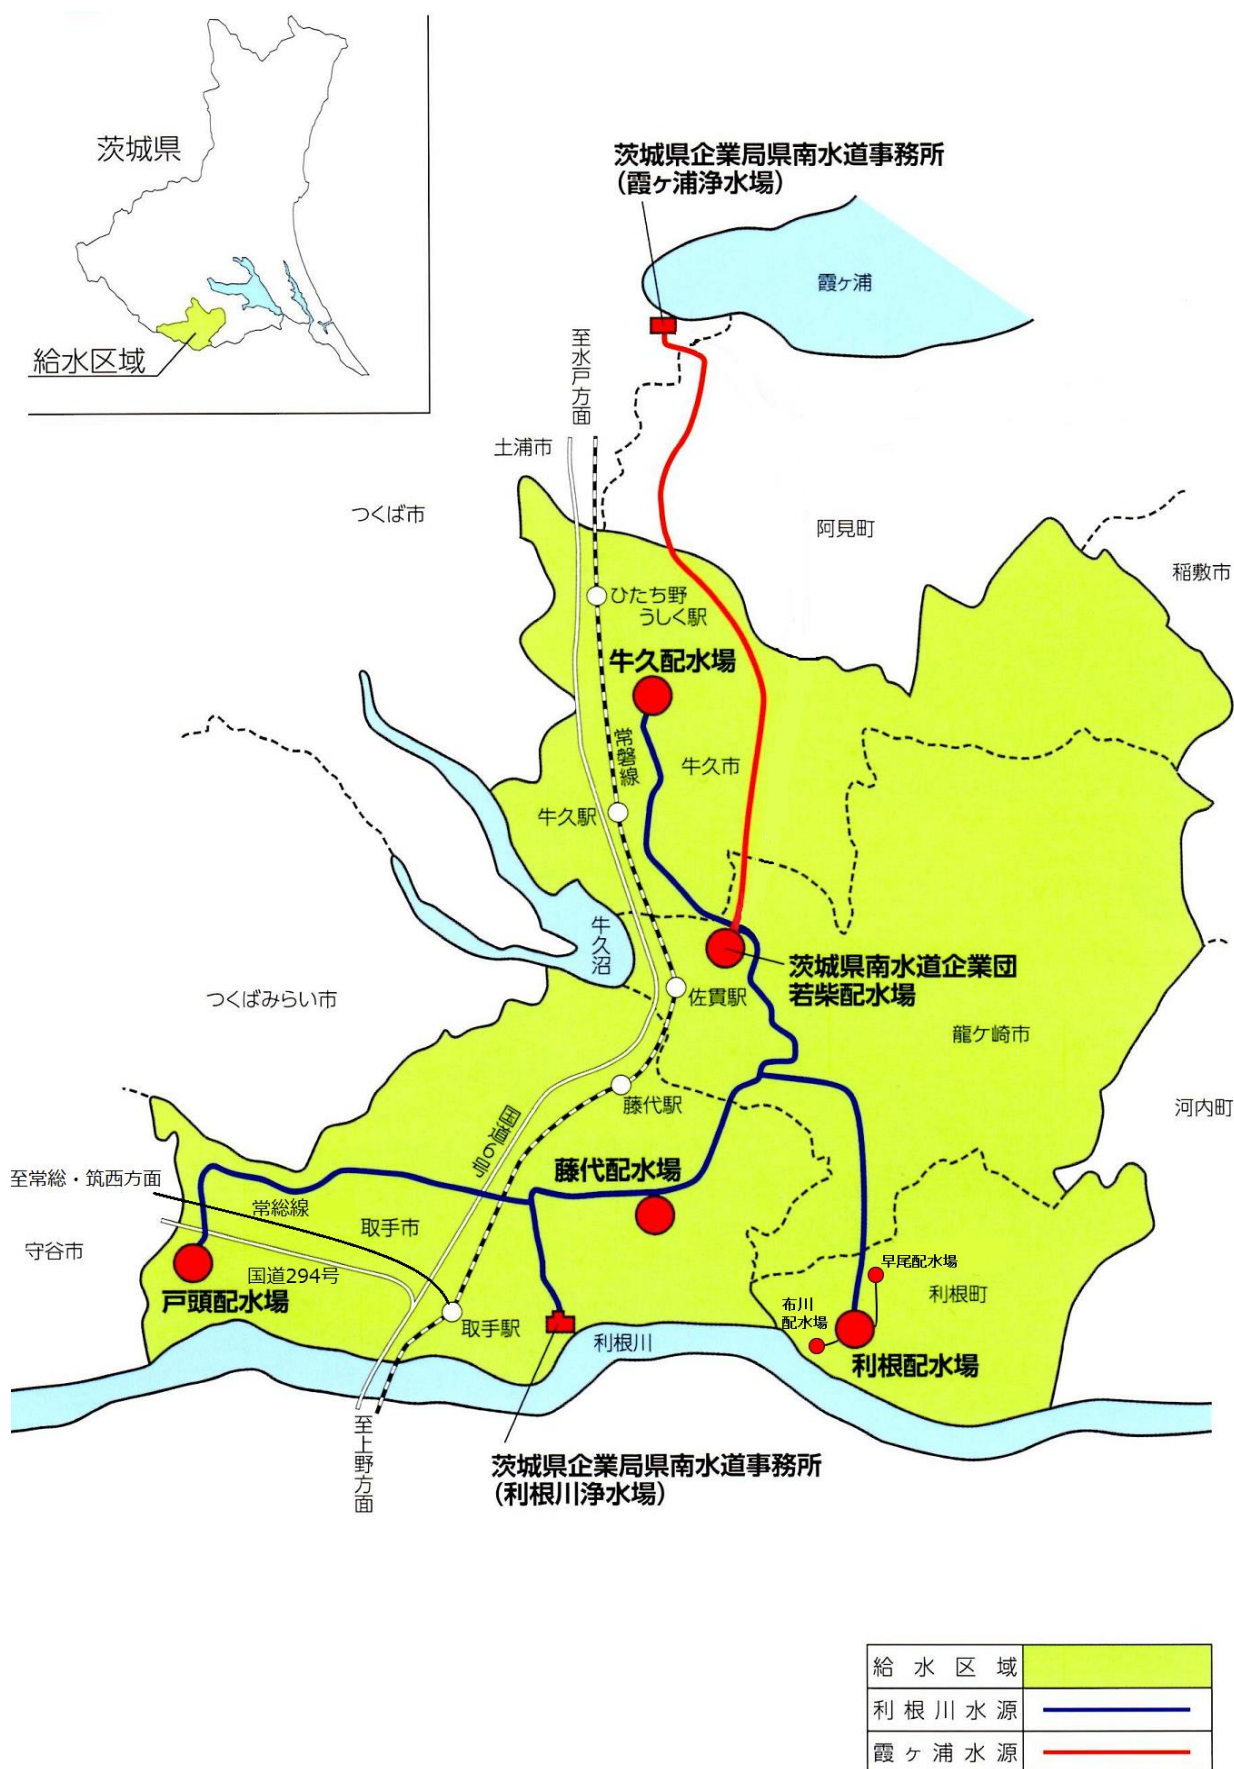 茨城県
給水区域
茨城県企業局県南水道事務所
(霞ヶ浦浄水場)
霞ヶ浦
至水戸方面
土浦市
つくば市
阿見町
稲敷市
ひたち野
うしく駅
牛久配水場
常磐線
牛久市
牛久駅
牛久沼
茨城県南水道企業団
若柴配水場
佐貫駅
つくばみらい市
龍ケ崎市
藤代駅
河内町
国道6号
藤代配水場
至常総・筑西方面
常総線
取手市
守谷市
国道294号
戸頭配水場
早尾配水場
利根町
布川
配水場
取手駅
利根川
利根配水場
至上野方面
茨城県企業局県南水道事務所
(利根川浄水場)
給水区域
利根川水源
霞ヶ浦水源